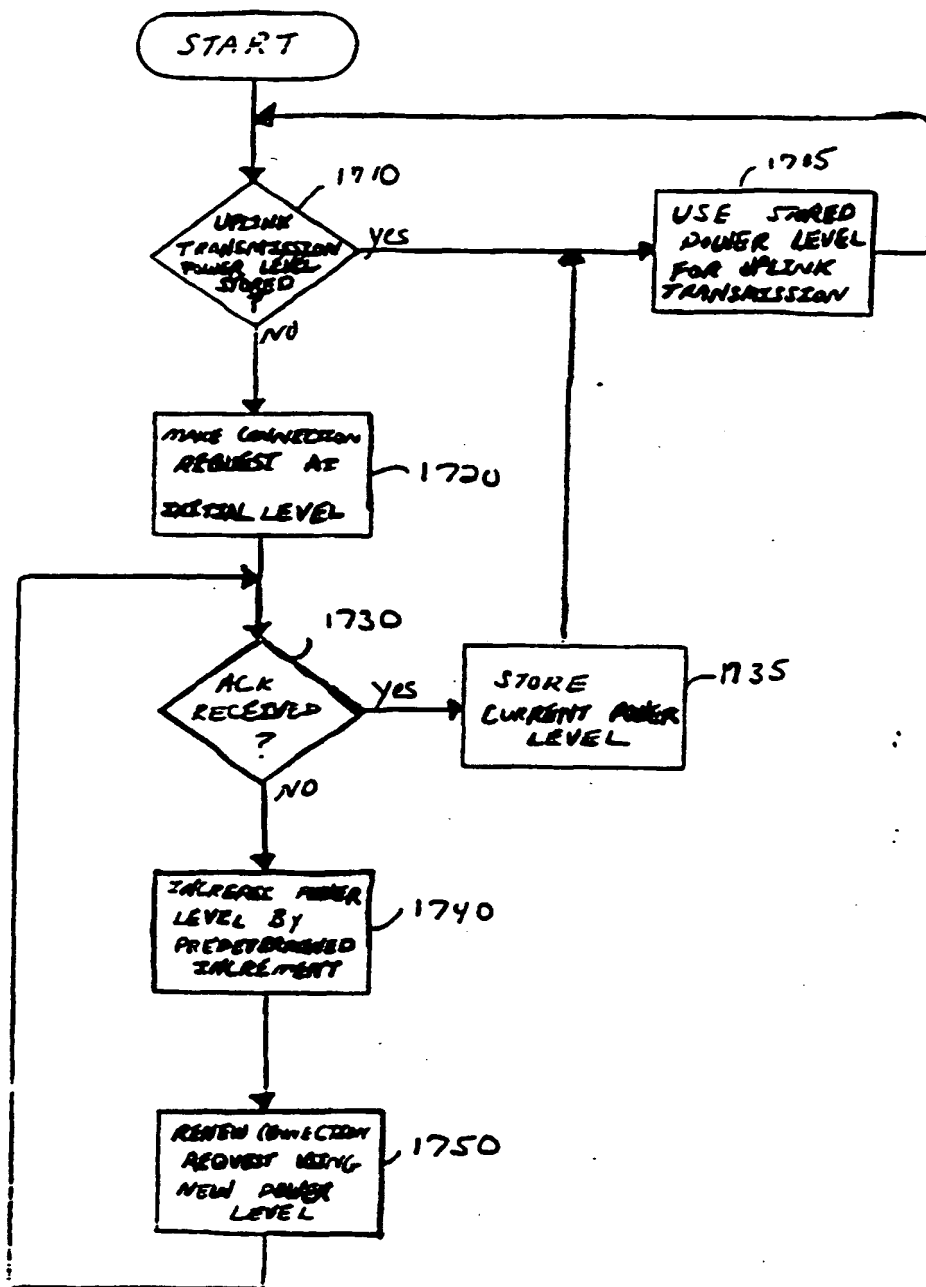 START
1710
UPLINK
TRANSMISSION
POWER LEVEL
STORED
?
yes
NO
1715
USE STORED
POWER LEVEL
FOR UPLINK
TRANSMISSION
MAKE CONNECTION
REQUEST AT
INITIAL LEVEL
1720
1730
ACK
RECEIVED
?
yes
NO
STORE
CURRENT POWER
LEVEL
1735
INCREASE POWER
LEVEL BY
PREDETERMINED
INCREMENT
1740
RENEW CONNECTION
REQUEST USING
NEW POWER
LEVEL
1750